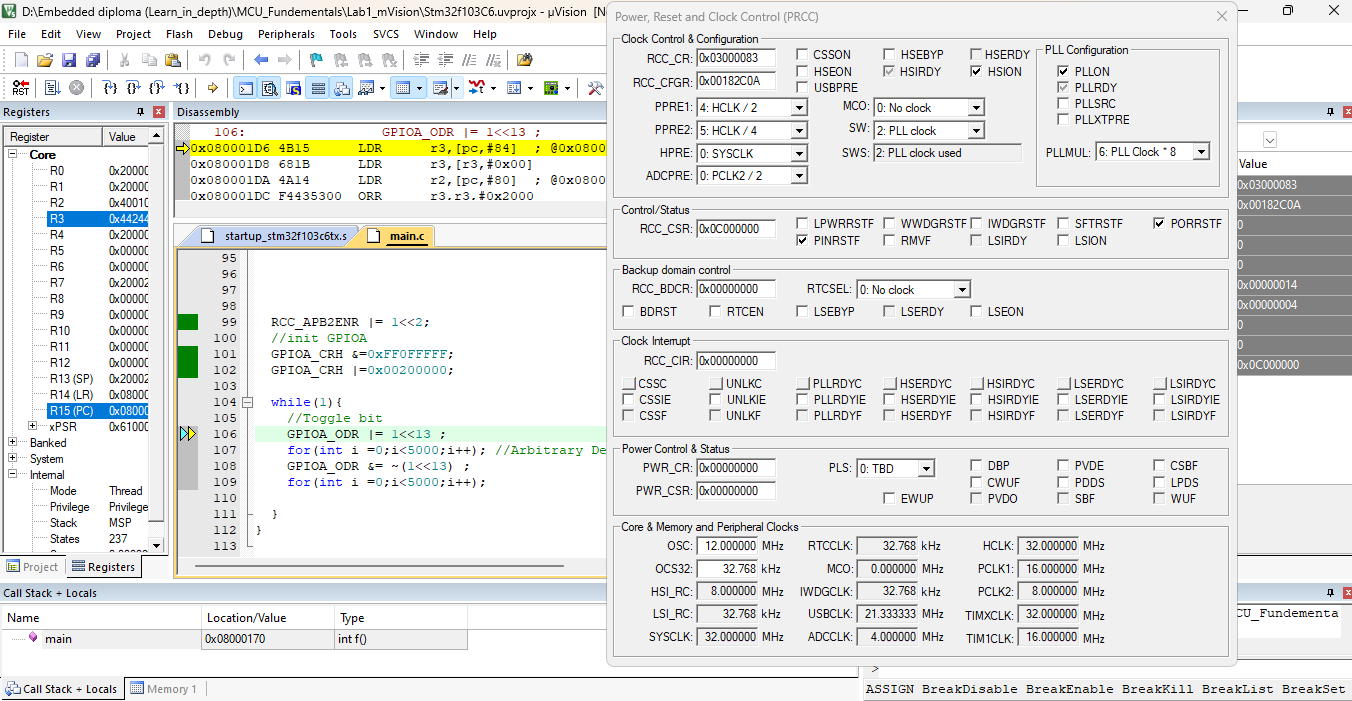 D:\Embedded diploma (Learn_in_depth)\MCU_Fundementals\Lab1_mVision\Stm32f103C6.uvprojx - µVision [No
File Edit View Project Flash Debug Peripherals Tools SVCS Window Help
Registers
Register Value
Core
R0 0x20000
R1 0x20000
R2 0x40010
R3 0x44244
R4 0x20000
R5 0x00000
R6 0x00000
R7 0x20002
R8 0x00000
R9 0x00000
R10 0x00000
R11 0x00000
R12 0x00000
R13 (SP) 0x20002
R14 (LR) 0x08000
R15 (PC) 0x08000
xPSR 0x61000
Banked
System
Internal
Mode Thread
Privilege Privilege
Stack MSP
States 237
Project Registers
Disassembly
106: GPIOA_ODR |= 1<<13 ;
0x080001D6 4B15 LDR r3,[pc,#84] ; @0x0800
0x080001D8 681B LDR r3,[r3,#0x00]
0x080001DA 4A14 LDR r2,[pc,#80] ; @0x0800
0x080001DC F4435300 ORR r3,r3,#0x2000
startup_stm32f103c6tx.s main.c
95
96
97
98
99 RCC_APB2ENR |= 1<<2;
100 //init GPIOA
101 GPIOA_CRH &=0xFF0FFFFF;
102 GPIOA_CRH |=0x00200000;
103
104 while(1){
105 //Toggle bit
106 GPIOA_ODR |= 1<<13 ;
107 for(int i =0;i<5000;i++); //Arbitrary De
108 GPIOA_ODR &= ~(1<<13) ;
109 for(int i =0;i<5000;i++);
110
111 }
112 }
113
Call Stack + Locals
Name Location/Value Type
main 0x08000170 int f()
Call Stack + Locals Memory 1
Power, Reset and Clock Control (PRCC)
Clock Control & Configuration
RCC_CR: 0x03000083 CSSON HSEBYP HSERDY
RCC_CFGR: 0x00182C0A HSEON HSIRDY HSION
USBPRE
PPRE1: 4: HCLK / 2 MCO: 0: No clock
PPRE2: 5: HCLK / 4 SW: 2: PLL clock
HPRE: 0: SYSCLK SWS: 2: PLL clock used
ADCPRE: 0: PCLK2 / 2
PLL Configuration
PLLON
PLLRDY
PLLSRC
PLLXTPRE
PLLMUL: 6: PLL Clock * 8
Control/Status
RCC_CSR: 0x0C000000 LPWRRSTF WWDGRSTF IWDGRSTF SFTRSTF PORRSTF
PINRSTF RMVF LSIRDY LSION
Backup domain control
RCC_BDCR: 0x00000000 RTCSEL: 0: No clock
BDRST RTCEN LSEBYP LSERDY LSEON
Clock Interrupt
RCC_CIR: 0x00000000
CSSC UNLKC PLLRDYC HSERDYC HSIRDYC LSERDYC LSIRDYC
CSSIE UNLKIE PLLRDYIE HSERDYIE HSIRDYIE LSERDYIE LSIRDYIE
CSSF UNLKF PLLRDYF HSERDYF HSIRDYF LSERDYF LSIRDYF
Power Control & Status
PWR_CR: 0x00000000 PLS: 0: TBD DBP PVDE CSBF
CWUF PDDS LPDS
PWR_CSR: 0x00000000 EWUP PVDO SBF WUF
Core & Memory and Peripheral Clocks
OSC: 12.000000 MHz RTCCLK: 32.768 kHz HCLK: 32.000000 MHz
OCS32: 32.768 kHz MCO: 0.000000 MHz PCLK1: 16.000000 MHz
HSI_RC: 8.000000 MHz IWDGCLK: 32.768 kHz PCLK2: 8.000000 MHz
LSI_RC: 32.768 kHz USBCLK: 21.333333 MHz TIMXCLK: 32.000000 MHz
SYSCLK: 32.000000 MHz ADCCLK: 4.000000 MHz TIM1CLK: 16.000000 MHz
Value
0x03000083
0x00182C0A
0
0
0
0x00000014
0x00000004
0
0
0x0C000000
CU_Fundementa
>
ASSIGN BreakDisable BreakEnable BreakKill BreakList BreakSet